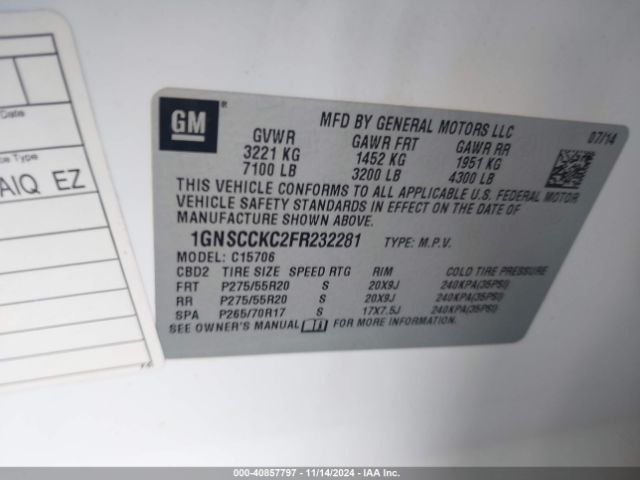 Date
ce Type
AIQ EZ
GM®
MFD BY GENERAL MOTORS LLC
07/14
GVWR GAWR FRT GAWR RR
3221 KG 1452 KG 1951 KG
7100 LB 3200 LB 4300 LB
THIS VEHICLE CONFORMS TO ALL APPLICABLE U.S. FEDERAL MOTOR
VEHICLE SAFETY STANDARDS IN EFFECT ON THE DATE OF
MANUFACTURE SHOWN ABOVE.
1GNSCCKC2FR232281 TYPE: M.P.V.
MODEL: C15706
CBD2 TIRE SIZE SPEED RTG RIM COLD TIRE PRESSURE
FRT P275/55R20 S 20X9J 240KPA(35PSI)
RR P275/55R20 S 20X9J 240KPA(35PSI)
SPA P265/70R17 S 17X7.5J 240KPA(35PSI)
SEE OWNER'S MANUAL FOR MORE INFORMATION.
000-40857797 - 11/14/2024 - IAAI.com